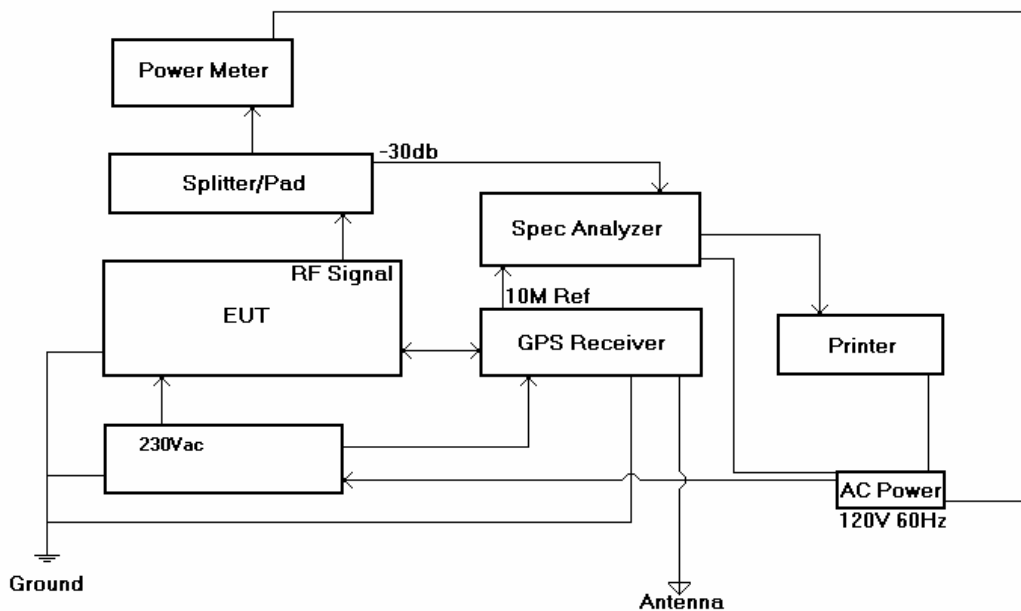 Power Meter
-30db
Splitter/Pad
Spec Analyzer
RF Signal
10M Ref
EUT
GPS Receiver
Printer
230Vac
AC Power
120V 60Hz
Ground
Antenna